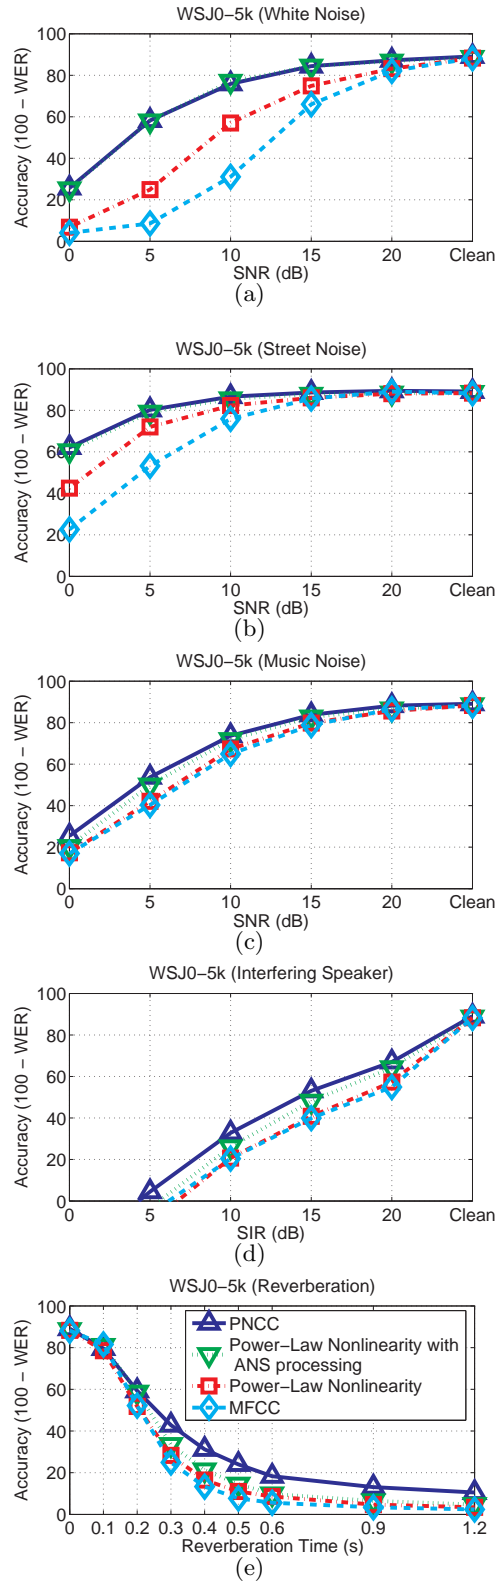 WSJ0−5k (White Noise)
100
80
60
40
20
0
Accuracy (100 − WER)
0 5 10 15 20 Clean
SNR (dB)
(a)
WSJ0−5k (Street Noise)
100
80
60
40
20
0
Accuracy (100 − WER)
0 5 10 15 20 Clean
SNR (dB)
(b)
WSJ0−5k (Music Noise)
100
80
60
40
20
0
Accuracy (100 − WER)
0 5 10 15 20 Clean
SNR (dB)
(c)
WSJ0−5k (Interfering Speaker)
100
80
60
40
20
0
Accuracy (100 − WER)
0 5 10 15 20 Clean
SIR (dB)
(d)
WSJ0−5k (Reverberation)
100
80
60
40
20
0
Accuracy (100 − WER)
PNCC
Power−Law Nonlinearity with
ANS processing
Power−Law Nonlinearity
MFCC
0 0.1 0.2 0.3 0.4 0.5 0.6 0.9 1.2
Reverberation Time (s)
(e)